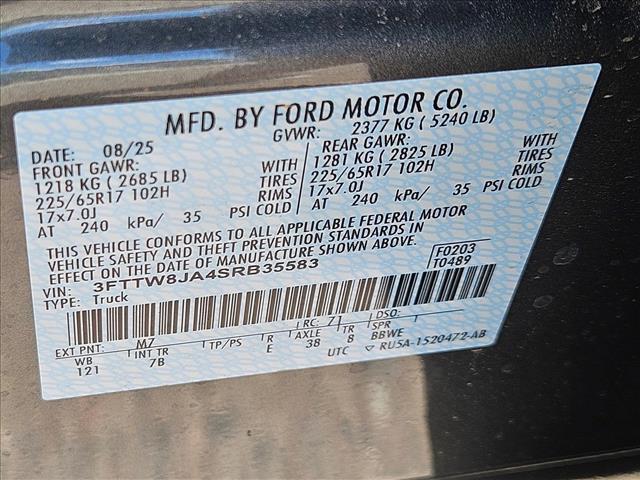 MFD. BY FORD MOTOR CO.
DATE: 08/25 GVWR: 2377 KG ( 5240 LB)
FRONT GAWR: REAR GAWR:
1218 KG ( 2685 LB) WITH 1281 KG ( 2825 LB) WITH
225/65R17 102H TIRES 225/65R17 102H TIRES
17x7.0J RIMS 17x7.0J RIMS
AT 240 kPa/ 35 PSI COLD AT 240 kPa/ 35 PSI COLD
THIS VEHICLE CONFORMS TO ALL APPLICABLE FEDERAL MOTOR
VEHICLE SAFETY AND THEFT PREVENTION STANDARDS IN
EFFECT ON THE DATE OF MANUFACTURE SHOWN ABOVE.
VIN: 3FTTW8JA4SRB35583 F0203
TYPE: Truck T0489
EXT PNT: M7 RC: 71 DSO:
WB INT TR TP/PS R AXLE TR SPR
121 7B E 38 8 BBWE
UTC ▽ RU5A-1520472-AB